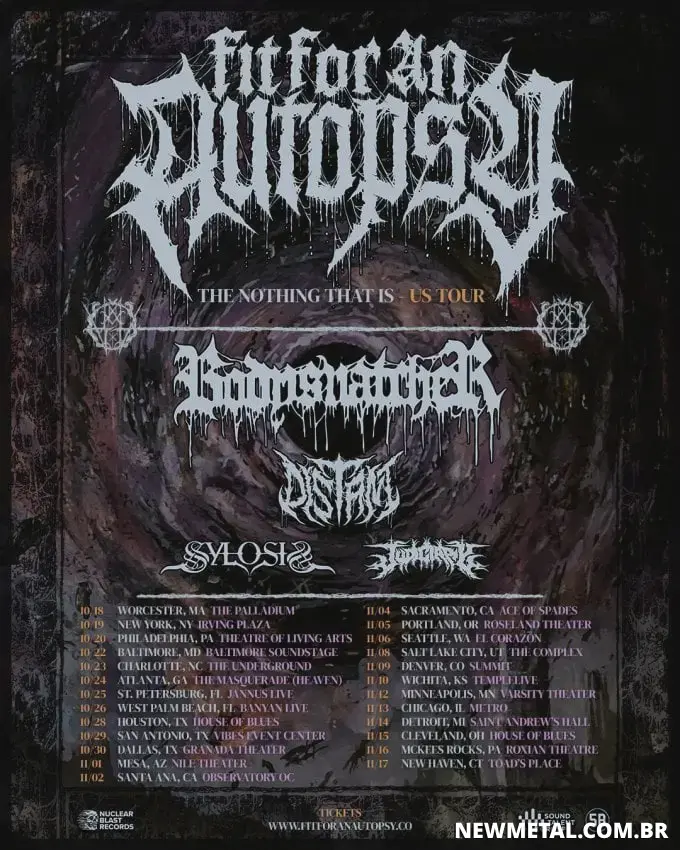 Fit For An
Autopsy
THE NOTHING THAT IS - US TOUR
Bodysnatcher
DISTANT
SYLOSIS
JUDICIARY
10/18 WORCESTER, MA THE PALLADIUM
10/19 NEW YORK, NY IRVING PLAZA
10/20 PHILADELPHIA, PA THEATRE OF LIVING ARTS
10/22 BALTIMORE, MD BALTIMORE SOUNDSTAGE
10/23 CHARLOTTE, NC THE UNDERGROUND
10/24 ATLANTA, GA THE MASQUERADE (HEAVEN)
10/25 ST. PETERSBURG, FL JANNUS LIVE
10/26 WEST PALM BEACH, FL BANYAN LIVE
10/28 HOUSTON, TX HOUSE OF BLUES
10/29 SAN ANTONIO, TX VIBES EVENT CENTER
10/30 DALLAS, TX GRANADA THEATER
11/01 MESA, AZ NILE THEATER
11/02 SANTA ANA, CA OBSERVATORY OC
11/04 SACRAMENTO, CA ACE OF SPADES
11/05 PORTLAND, OR ROSELAND THEATER
11/06 SEATTLE, WA EL CORAZÓN
11/08 SALT LAKE CITY, UT THE COMPLEX
11/09 DENVER, CO SUMMIT
11/10 WICHITA, KS TEMPLELIVE
11/12 MINNEAPOLIS, MN VARSITY THEATER
11/13 CHICAGO, IL METRO
11/14 DETROIT, MI SAINT ANDREW'S HALL
11/15 CLEVELAND, OH HOUSE OF BLUES
11/16 MCKEES ROCKS, PA ROXIAN THEATRE
11/17 NEW HAVEN, CT TOAD'S PLACE
NUCLEAR
BLAST
RECORDS
TICKETS
WWW.FITFORANAUTOPSY.CO
SOUND
TALENT
5B
NEWMETAL.COM.BR